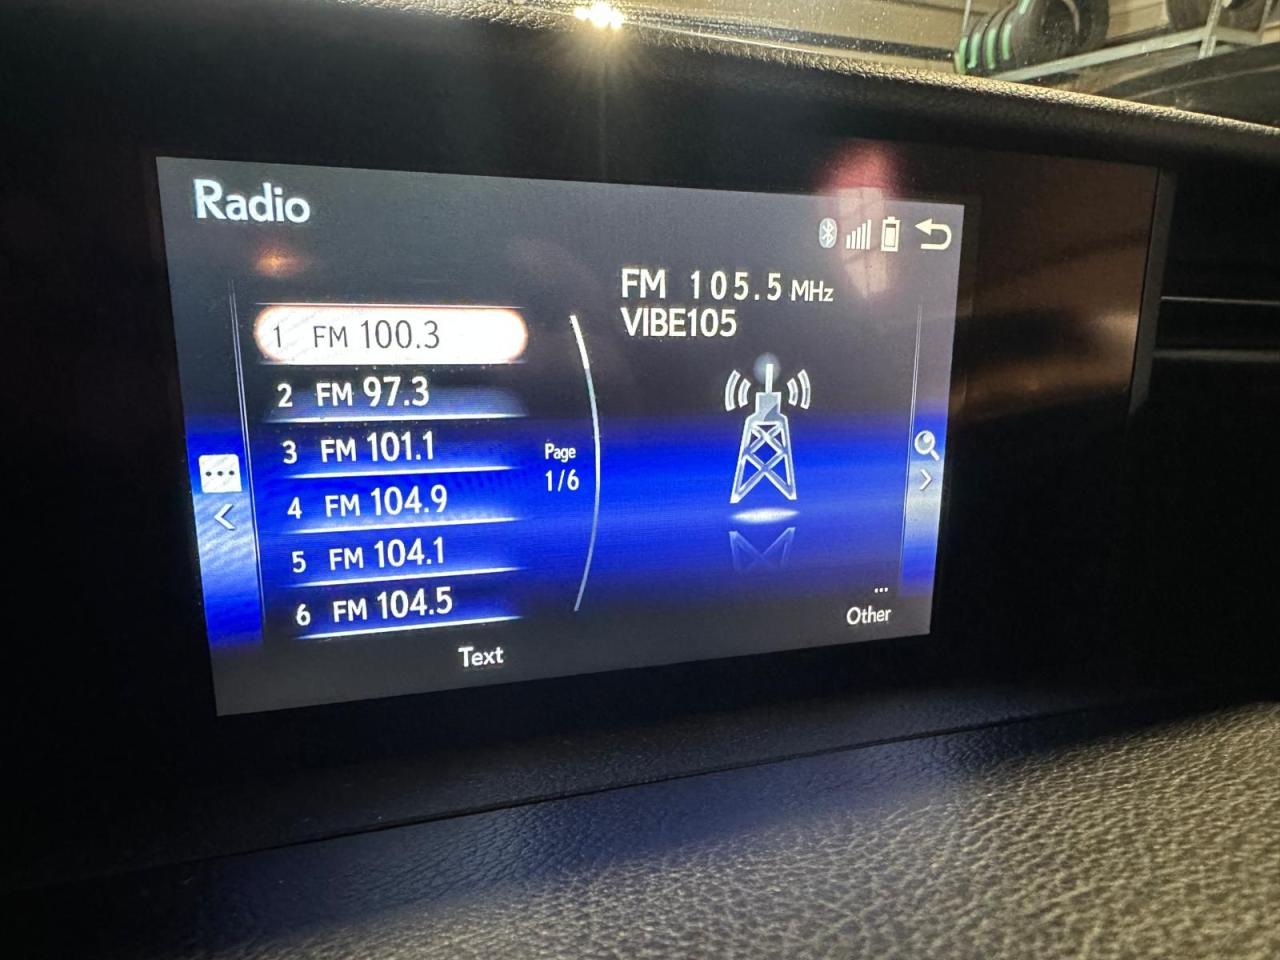 Radio
FM 105.5 MHz
VIBE105
1 FM 100.3
2 FM 97.3
3 FM 101.1
4 FM 104.9
5 FM 104.1
6 FM 104.5
Page
1/6
Text
Other